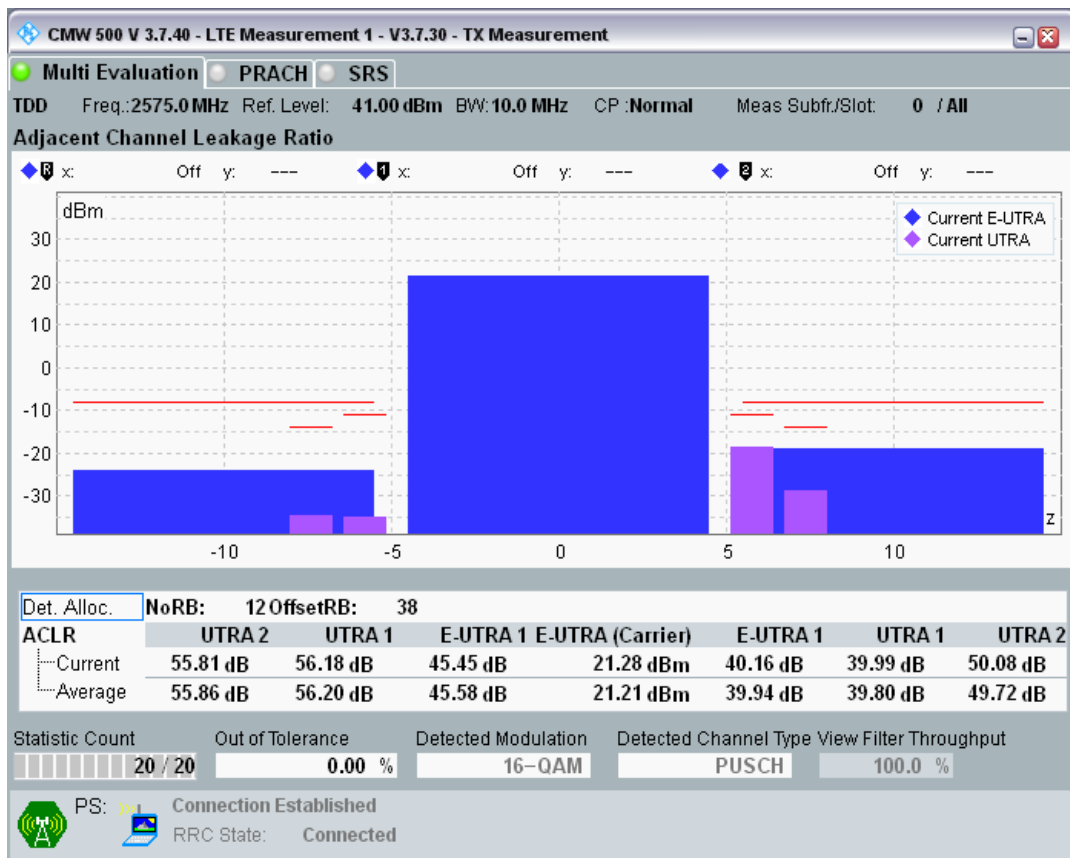 CMW 500 V 3.7.40 - LTE Measurement 1 - V3.7.30 - TX Measurement
Multi Evaluation PRACH SRS
TDD Freq.:2575.0 MHz Ref. Level: 41.00 dBm BW:10.0 MHz CP :Normal Meas Subfr./Slot: 0 / All
Adjacent Channel Leakage Ratio
R x: Off y: --- 1 x: Off y: --- 2 x: Off y: ---
dBm
Current E-UTRA
Current UTRA
30
20
10
0
-10
-20
-30
z
-10 -5 0 5 10
Det. Alloc. NoRB: 12 OffsetRB: 38
ACLR UTRA 2 UTRA 1 E-UTRA 1 E-UTRA (Carrier) E-UTRA 1 UTRA 1 UTRA 2
Current 55.81 dB 56.18 dB 45.45 dB 21.28 dBm 40.16 dB 39.99 dB 50.08 dB
Average 55.86 dB 56.20 dB 45.58 dB 21.21 dBm 39.94 dB 39.80 dB 49.72 dB
Statistic Count Out of Tolerance Detected Modulation Detected Channel Type View Filter Throughput
20 / 20 0.00 % 16-QAM PUSCH 100.0 %
PS: Connection Established
RRC State: Connected